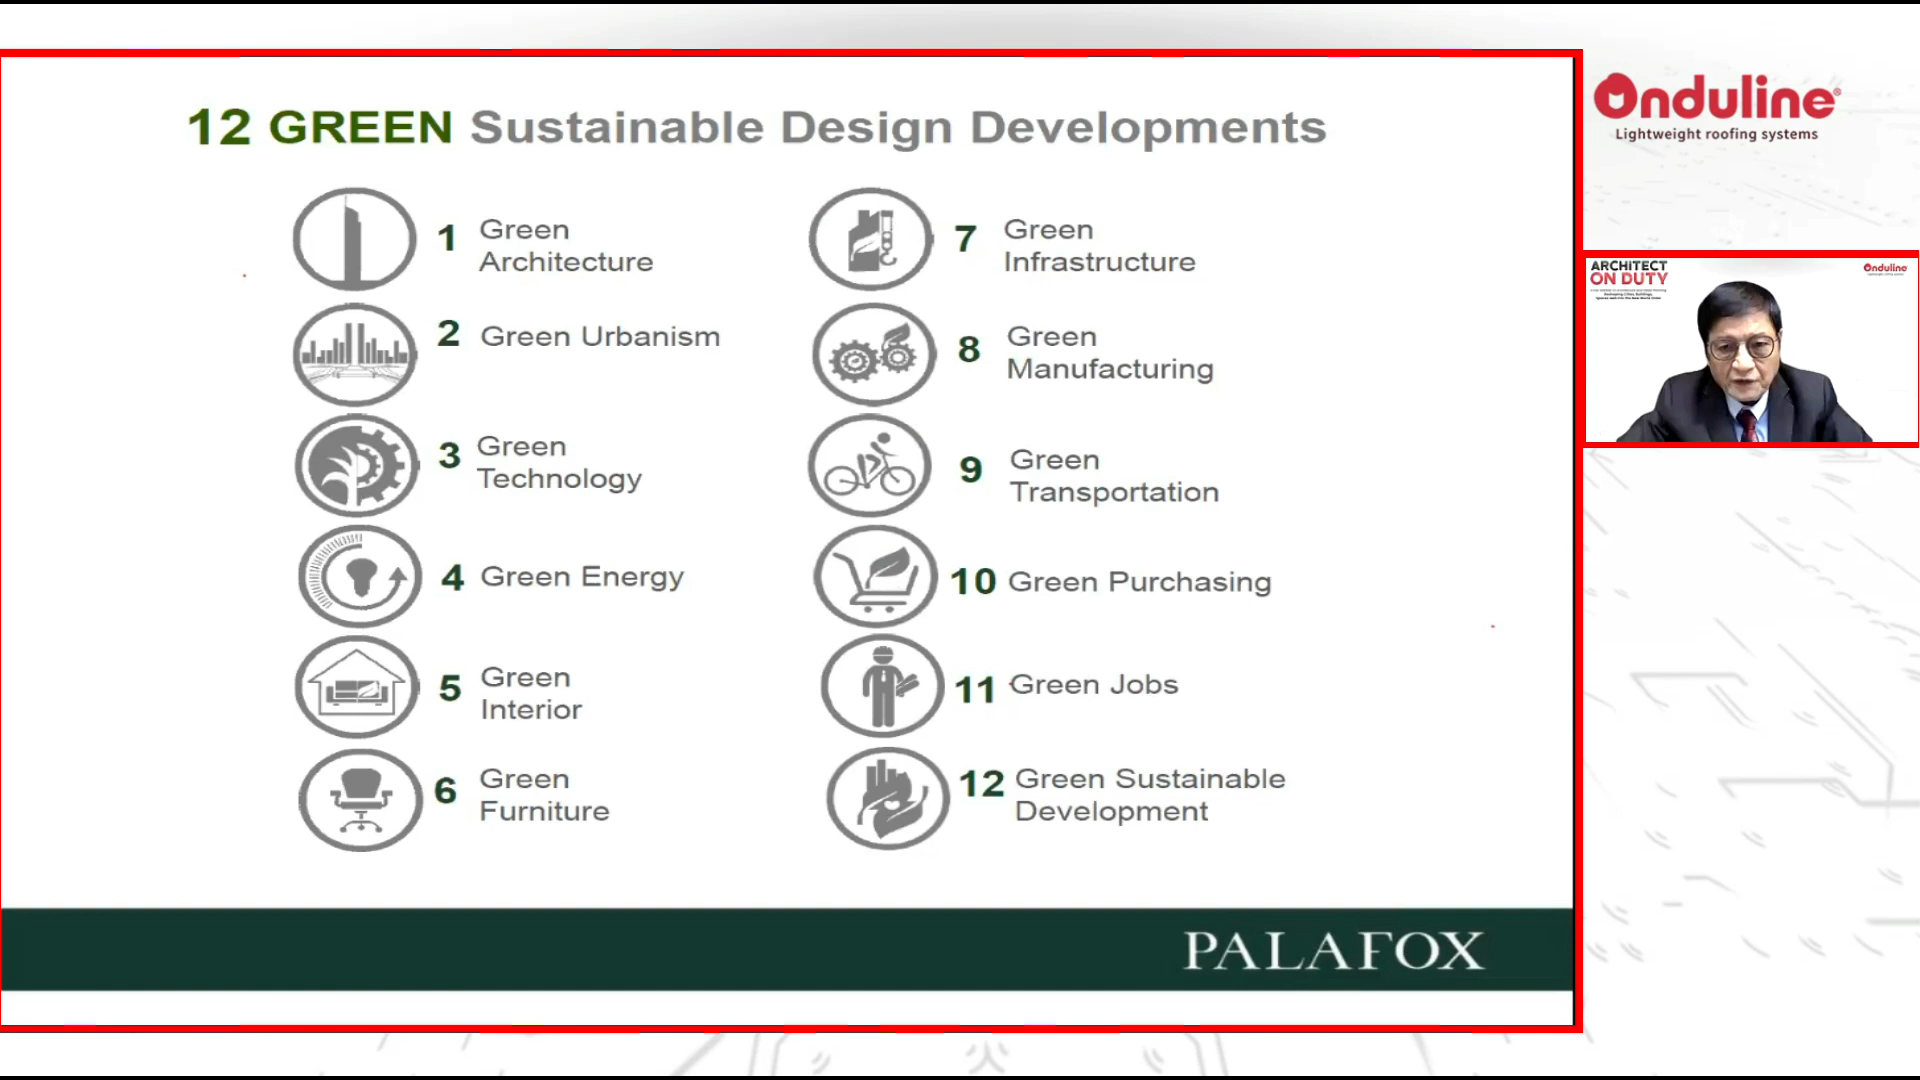 12 GREEN Sustainable Design Developments
1 Green
Architecture
2 Green Urbanism
3 Green
Technology
4 Green Energy
5 Green
Interior
6 Green
Furniture
7 Green
Infrastructure
8 Green
Manufacturing
9 Green
Transportation
10 Green Purchasing
11 Green Jobs
12 Green Sustainable
Development
PALAFOX
Onduline®
Lightweight roofing systems
ARCHITECT
ON DUTY
Onduline